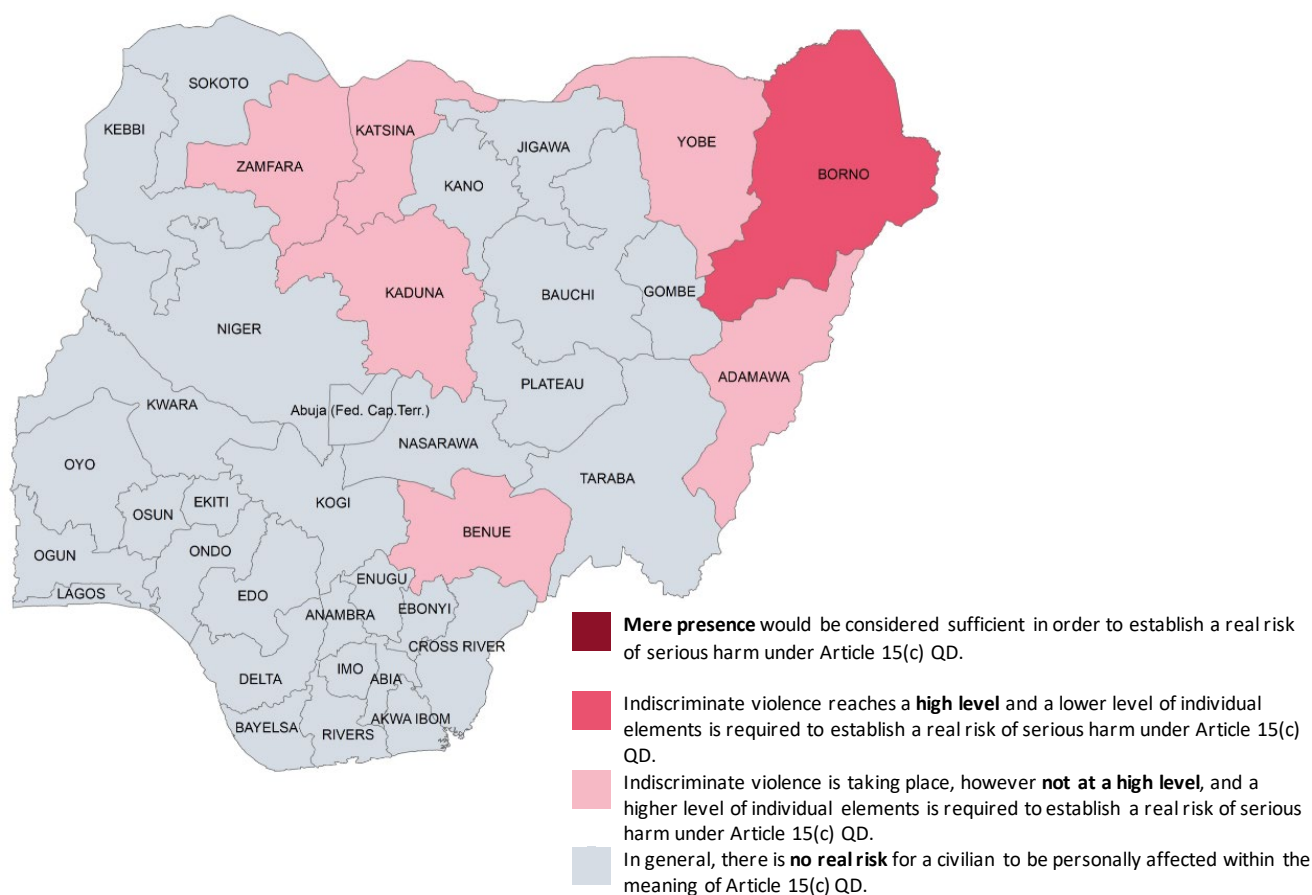 SOKOTO
KEBBI
ZAMFARA
KATSINA
KANO
JIGAWA
YOBE
BORNO
KADUNA
BAUCHI
GOMBE
NIGER
PLATEAU
ADAMAWA
KWARA
Abuja (Fed. Cap.Terr.)
NASARAWA
OYO
TARABA
OSUN
EKITI
KOGI
BENUE
OGUN
ONDO
LAGOS
EDO
ENUGU
ANAMBRA
EBONYI
CROSS RIVER
DELTA
IMO
ABIA
BAYELSA
RIVERS
AKWA IBOM
Mere presence would be considered sufficient in order to establish a real risk
of serious harm under Article 15(c) QD.
Indiscriminate violence reaches a high level and a lower level of individual
elements is required to establish a real risk of serious harm under Article 15(c)
QD.
Indiscriminate violence is taking place, however not at a high level, and a
higher level of individual elements is required to establish a real risk of serious
harm under Article 15(c) QD.
In general, there is no real risk for a civilian to be personally affected within the
meaning of Article 15(c) QD.